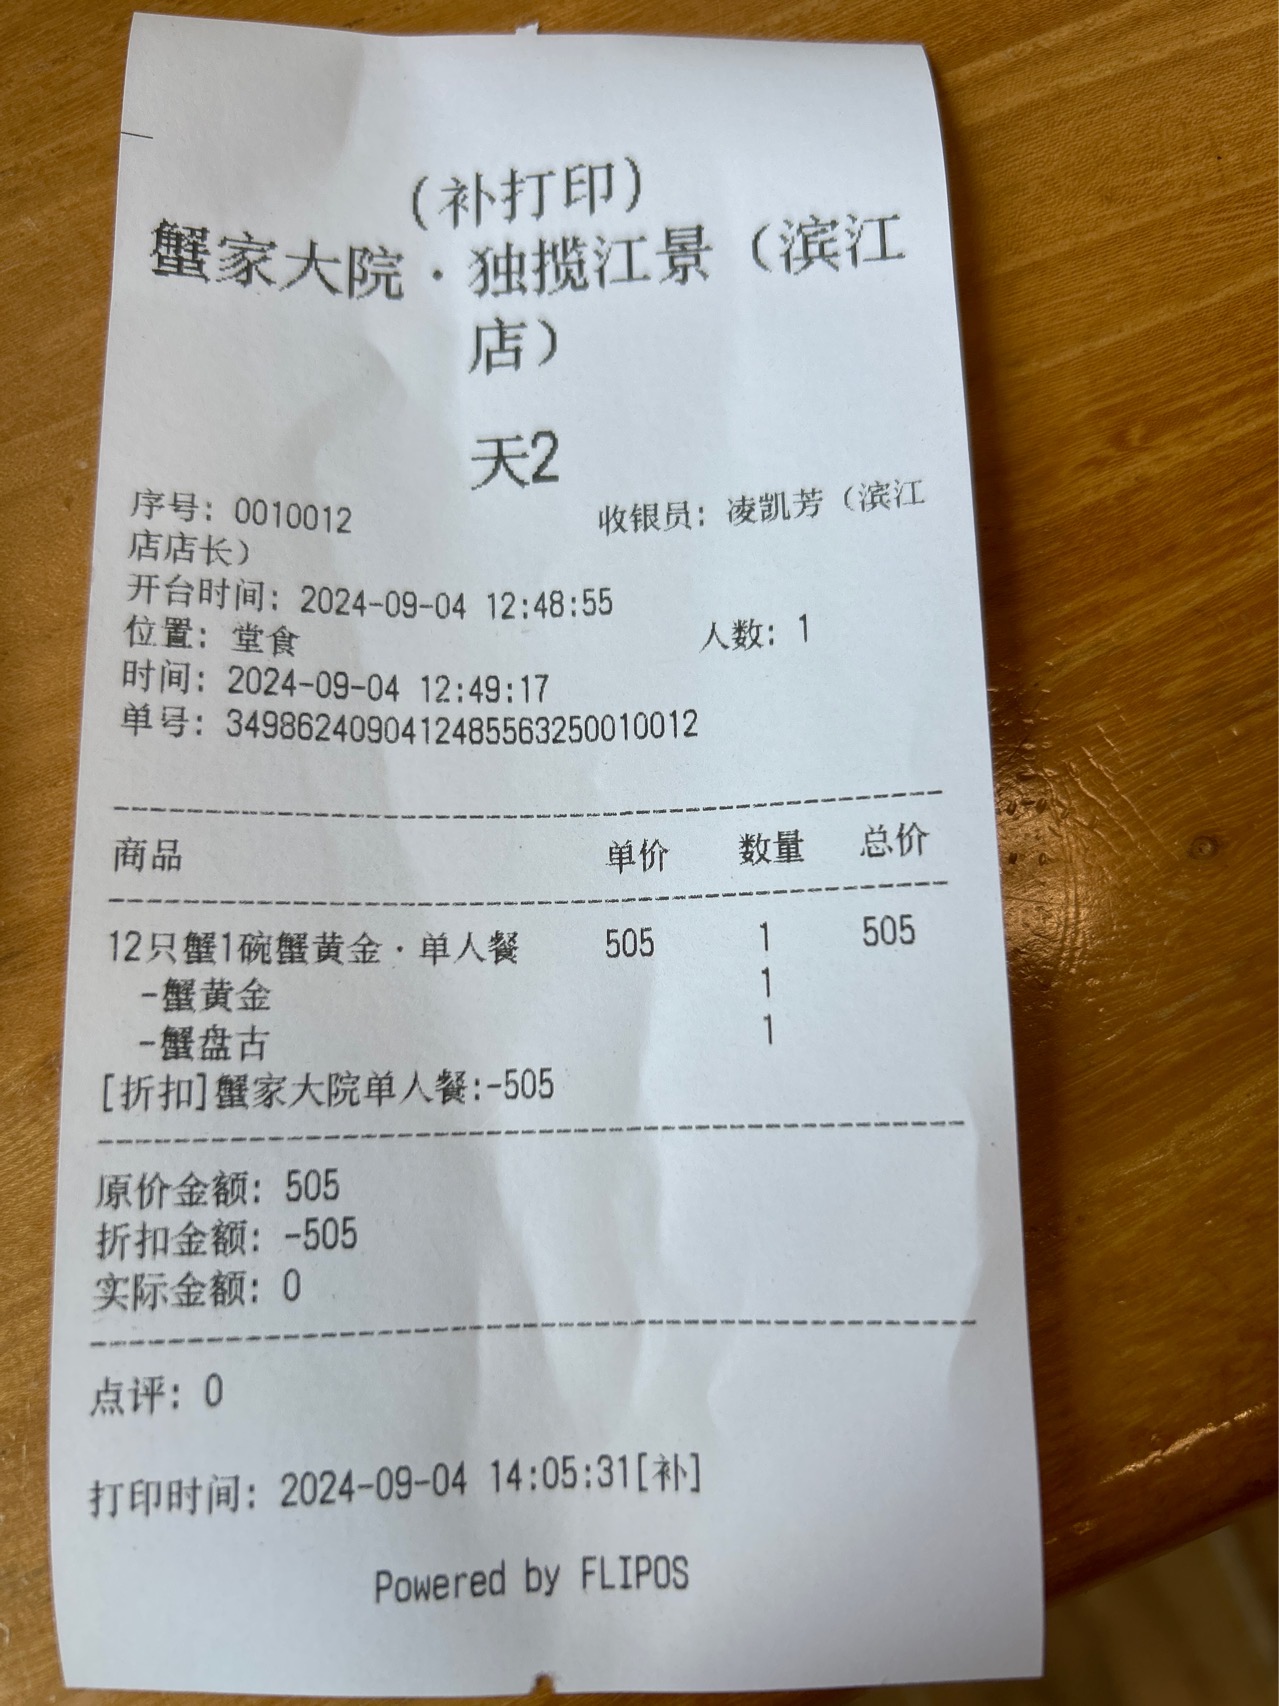 (补打印)
蟹家大院·独揽江景（滨江
店）
天2
序号: 0010012 收银员: 凌凯芳（滨江
店店长）
开台时间: 2024-09-04 12:48:55
位置: 堂食 人数: 1
时间: 2024-09-04 12:49:17
单号: 3498624090412485563250010012
商品 单价 数量 总价
12只蟹1碗蟹黄金·单人餐 505 1 505
-蟹黄金 1
-蟹盘古 1
[折扣]蟹家大院单人餐:-505
原价金额: 505
折扣金额: -505
实际金额: 0
点评: 0
打印时间: 2024-09-04 14:05:31[补]
Powered by FLIPOS